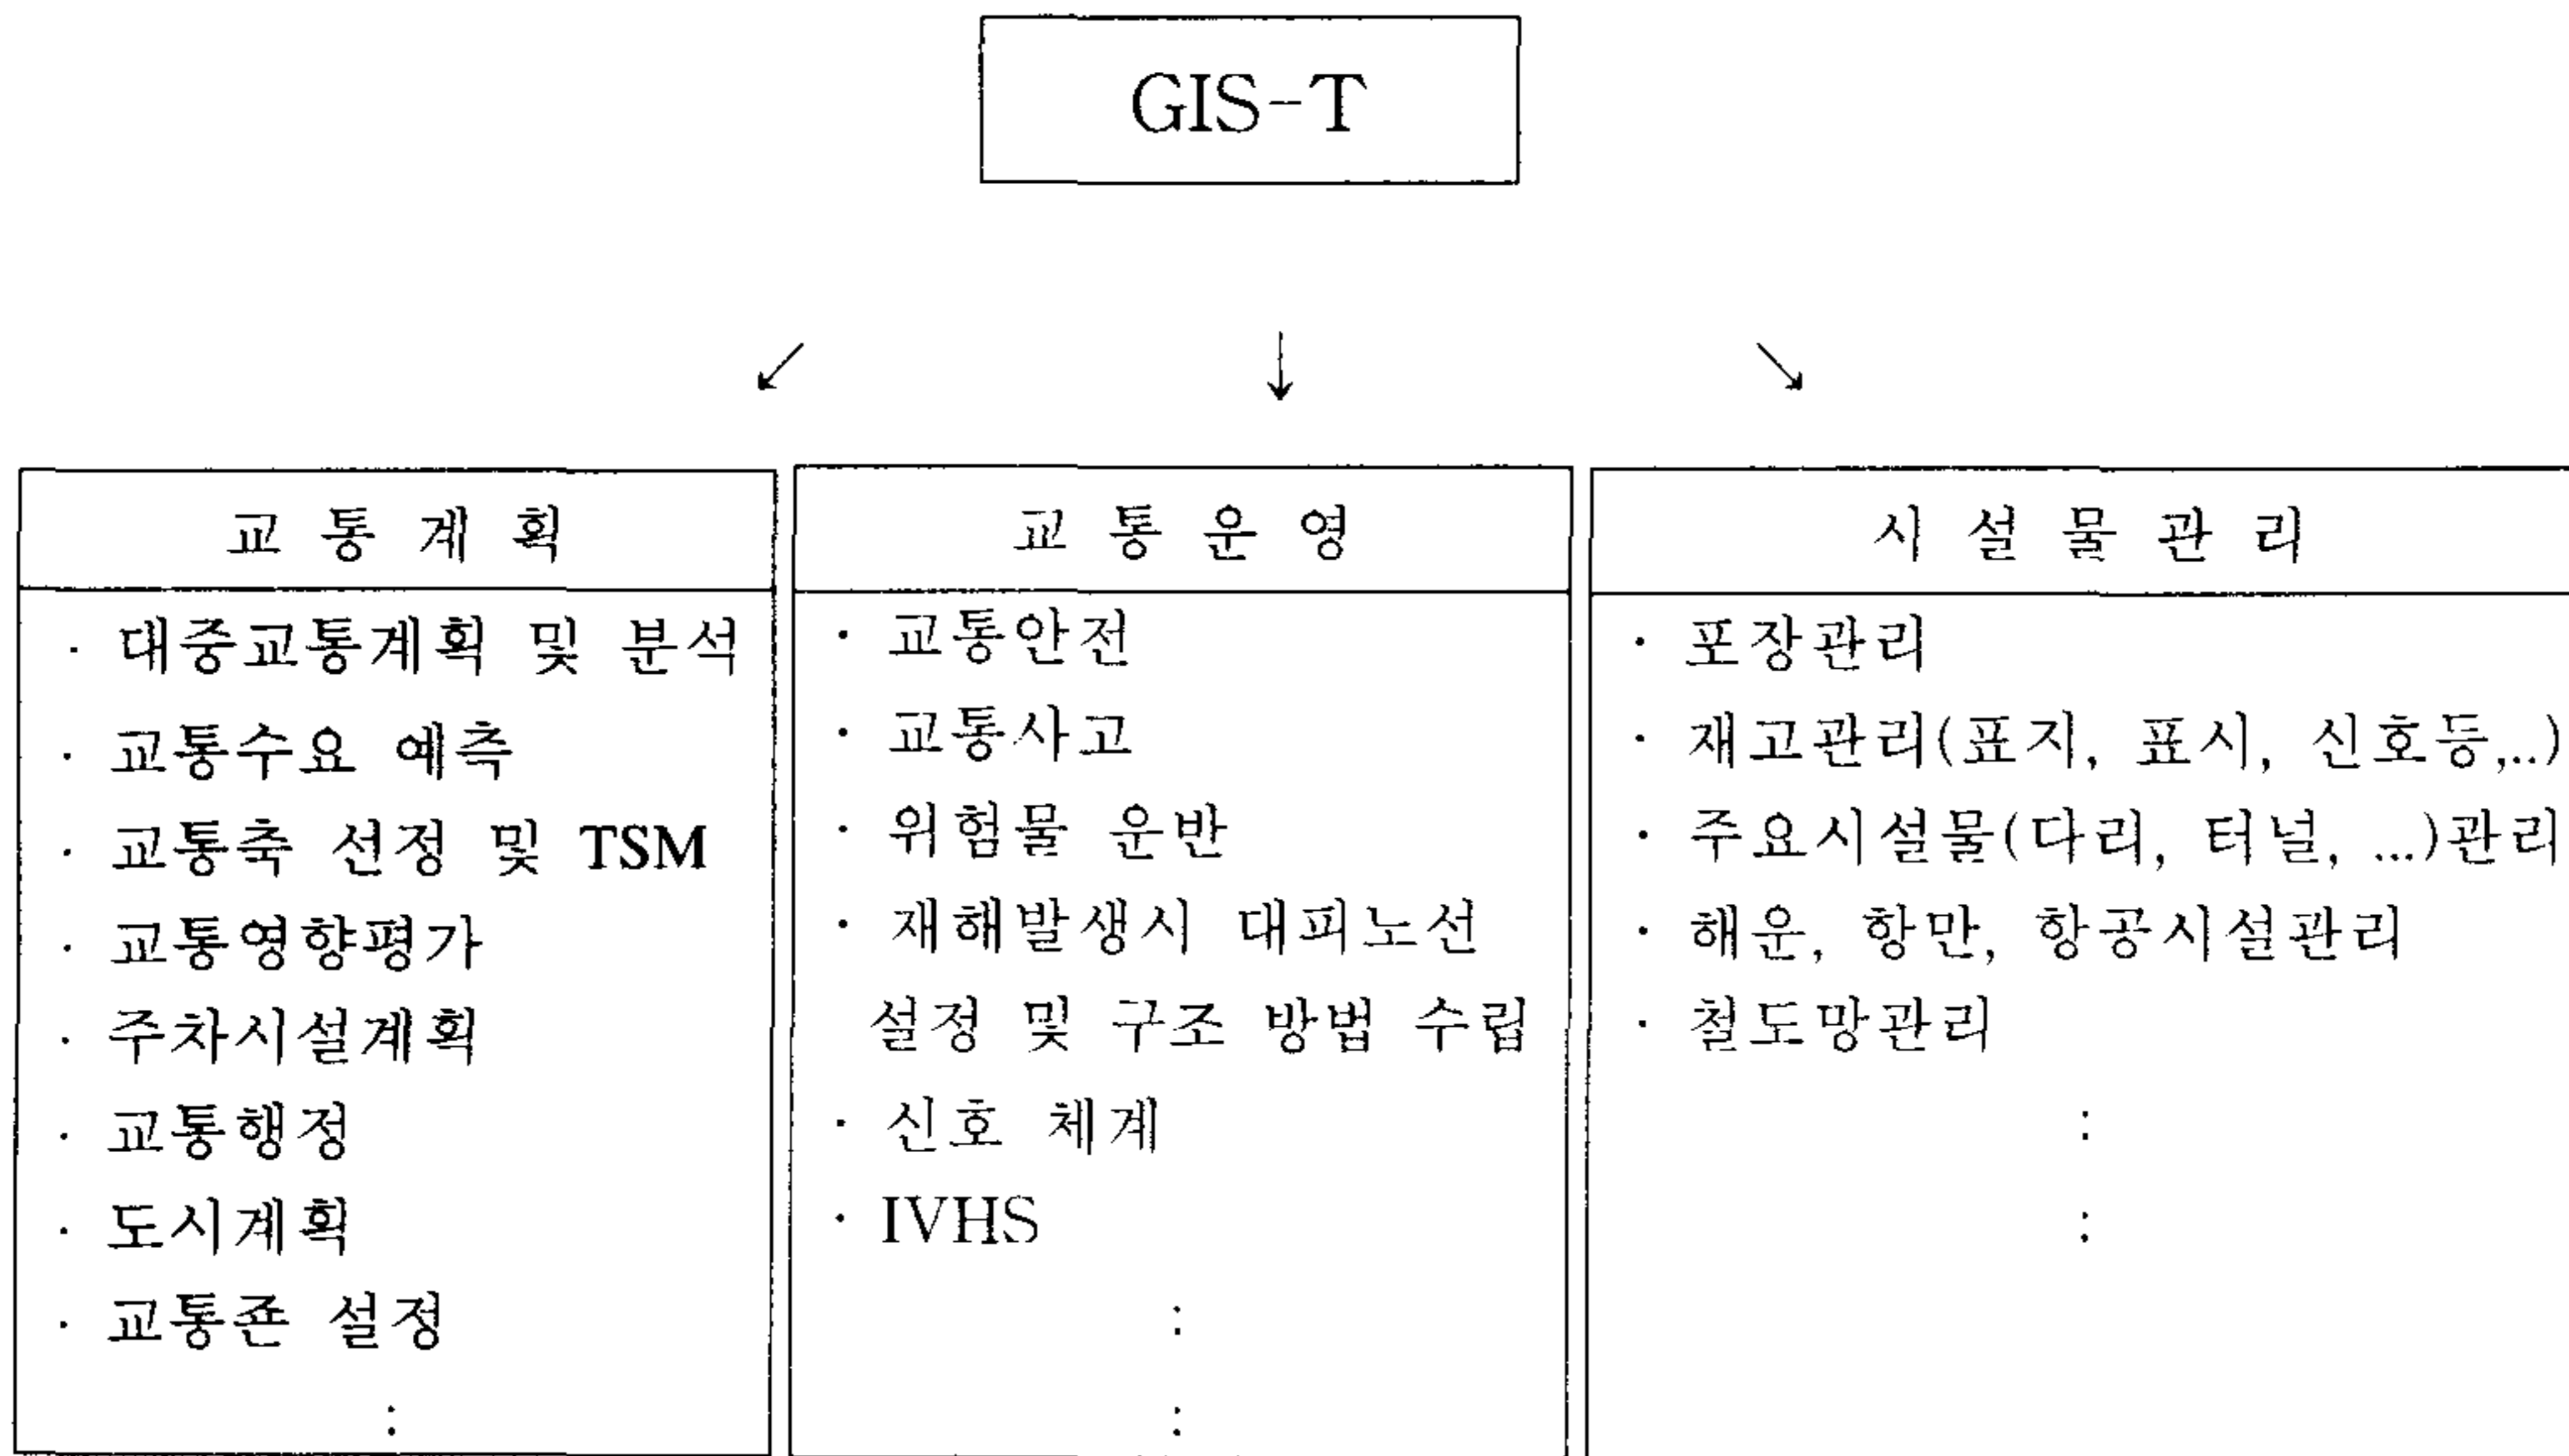 GIS-T
↙ ↓ ↘
교 통 계 획
· 대중교통계획 및 분석
· 교통수요 예측
· 교통축 선정 및 TSM
· 교통영향평가
· 주차시설계획
· 교통행정
· 도시계획
· 교통죤 설정
:
교 통 운 영
· 교통안전
· 교통사고
· 위험물 운반
· 재해발생시 대피노선
설정 및 구조 방법 수립
· 신호 체계
· IVHS
:
:
시 설 물 관 리
· 포장관리
· 재고관리(표지, 표시, 신호등,..)
· 주요시설물(다리, 터널, ...)관리
· 해운, 항만, 항공시설관리
· 철도망관리
:
: